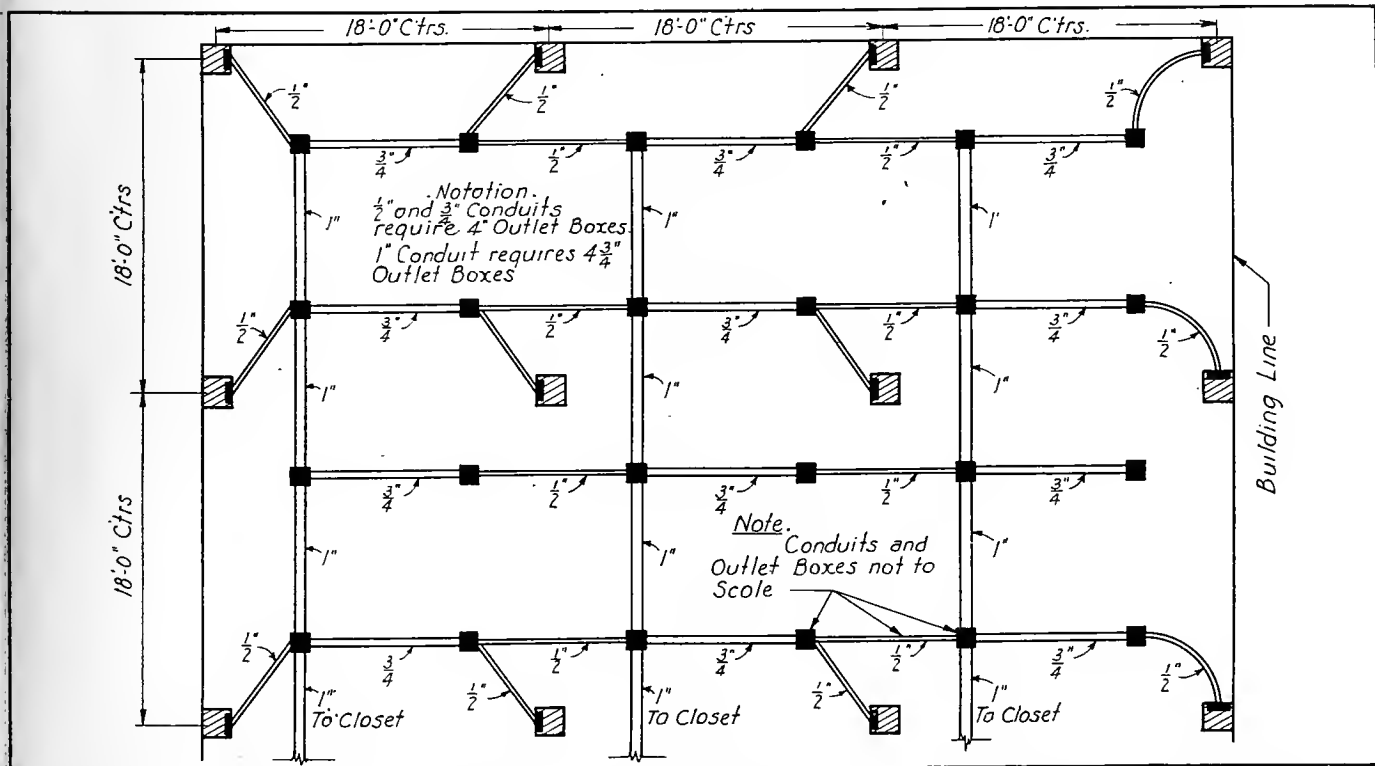 18'-0" C'trs. 18'-0" C'trs 18'-0" C'trs.
1/2" 1/2" 1/2" 1/2"
3/4" 1/2" 3/4" 1/2" 3/4"
Notation.
1/2" and 3/4" Conduits
require 4" Outlet Boxes.
1" Conduit requires 4 3/4"
Outlet Boxes
1" 1" 1'
18'-0" C'trs
1/2" 3/4" 1/2" 3/4" 1/2" 3/4" 1/2"
1" 1" 1"
Building Line
3/4" 1/2" 3/4" 1/2" 3/4"
18'-0" C'trs
Note.
Conduits and
Outlet Boxes not to
Scale
1" 1" 1"
1/2" 3/4 1/2" 3/4" 1/2" 3/4" 1/2"
1/2" 1/2"
1" 1" 1"
To Closet To Closet To Closet